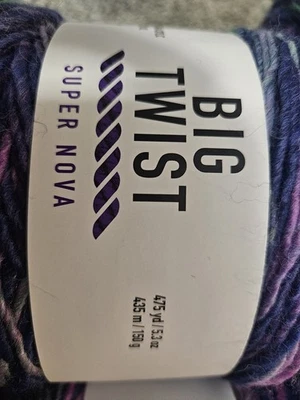 BIG
TWIST
SUPER NOVA
475 yd / 5.3 oz
435 m / 150 g